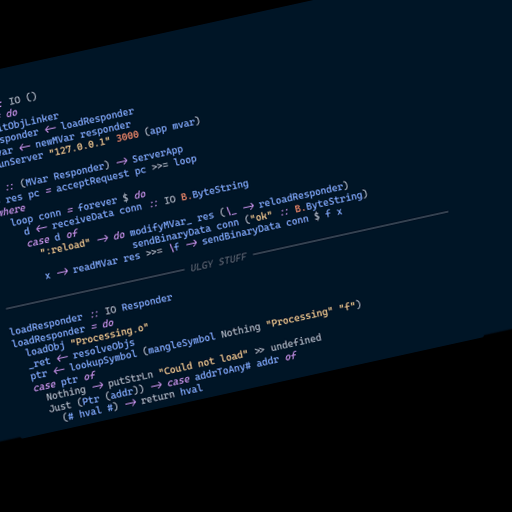 : IO ()
= do
itObjLinker
sponder <- loadResponder
var <- newMVar responder
unServer "127.0.0.1" 3000 (app mvar)
:: (MVar Responder) -> ServerApp
res pc = acceptRequest pc >>= loop
where
loop conn = forever $ do
d <- receiveData conn :: IO B.ByteString
case d of
":reload" -> do modifyMVar_ res (\_ -> reloadResponder)
sendBinaryData conn ("ok" :: B.ByteString)
x -> readMVar res >>= \f -> sendBinaryData conn $ f x
ULGY STUFF
loadResponder :: IO Responder
loadResponder = do
loadObj "Processing.o"
_ret <- resolveObjs
ptr <- lookupSymbol (mangleSymbol Nothing "Processing" "f")
case ptr of
Nothing -> putStrLn "Could not load" >> undefined
Just (Ptr (addr)) -> case addrToAny# addr of
(# hval #) -> return hval